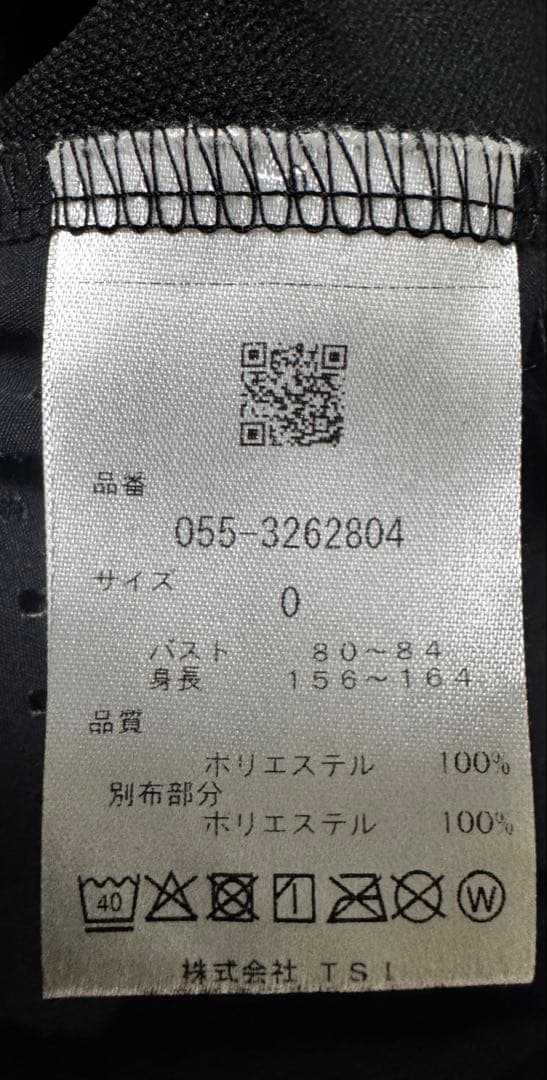 品番
055-3262804
サイズ
0
バスト 80～84
身長 156～164
品質
ポリエステル 100%
別布部分
ポリエステル 100%
40 W
株式会社 TSI